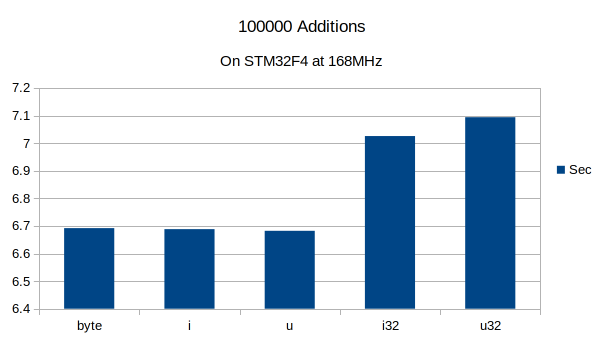 100000 Additions
On STM32F4 at 168MHz
7.2
7.1
7
6.9
6.8
6.7
6.6
6.5
6.4
byte i u i32 u32
Sec